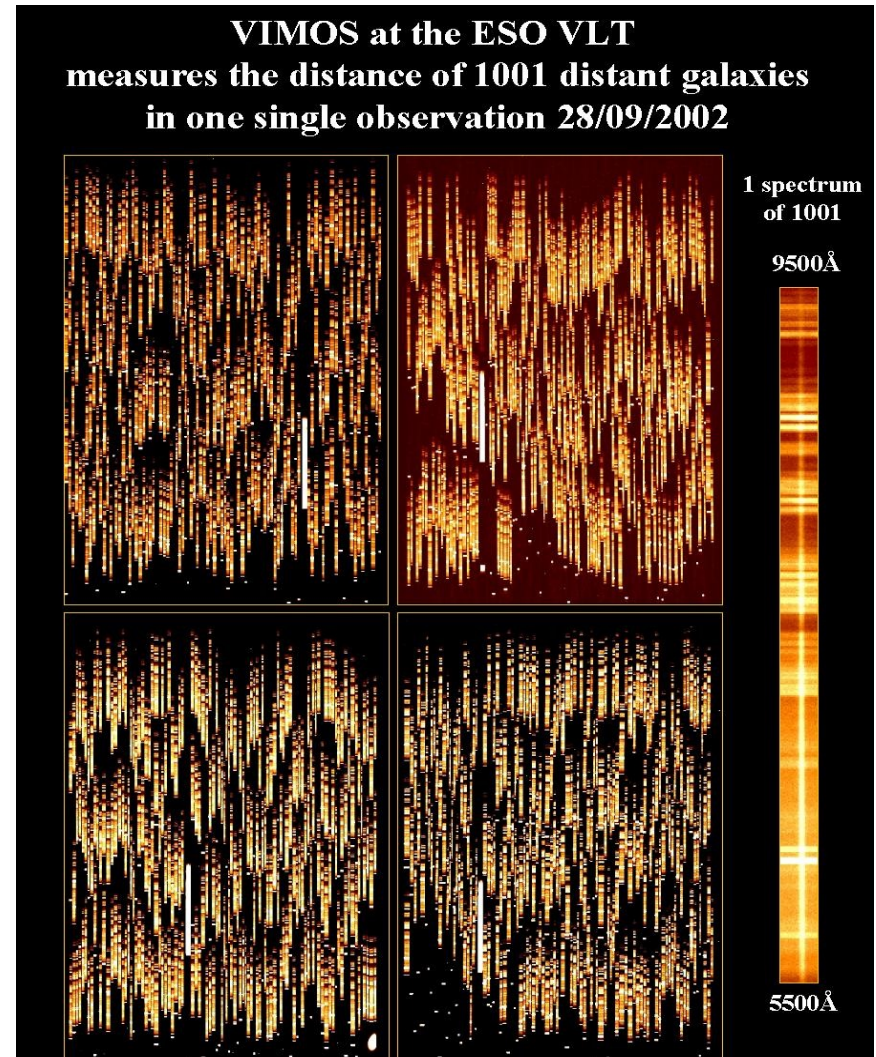 VIMOS at the ESO VLT
measures the distance of 1001 distant galaxies
in one single observation 28/09/2002
1 spectrum
of 1001
9500Å
5500Å